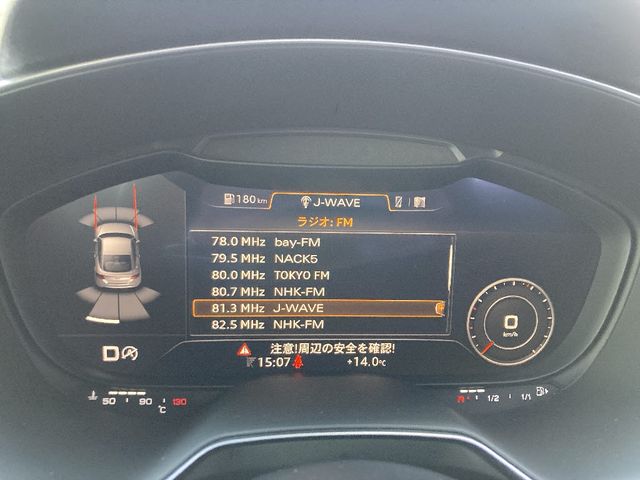 180 km
J-WAVE
ラジオ: FM
78.0 MHz bay-FM
79.5 MHz NACK5
80.0 MHz TOKYO FM
80.7 MHz NHK-FM
81.3 MHz J-WAVE
82.5 MHz NHK-FM
0
km/h
D
注意!周辺の安全を確認!
15:07
+14.0°C
50 90 130
°C
1/2 1/1